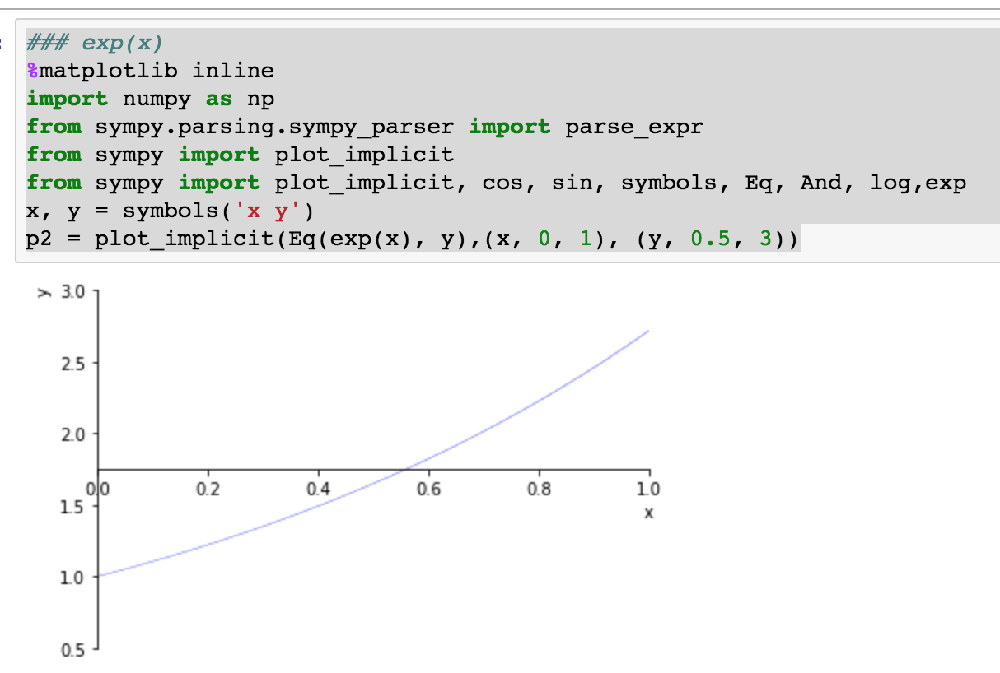 ### exp(x)
%matplotlib inline
import numpy as np
from sympy.parsing.sympy_parser import parse_expr
from sympy import plot_implicit
from sympy import plot_implicit, cos, sin, symbols, Eq, And, log,exp
x, y = symbols('x y')
p2 = plot_implicit(Eq(exp(x), y),(x, 0, 1), (y, 0.5, 3))
y 3.0
2.5
2.0
0.0 0.2 0.4 0.6 0.8 1.0
1.5
x
1.0
0.5